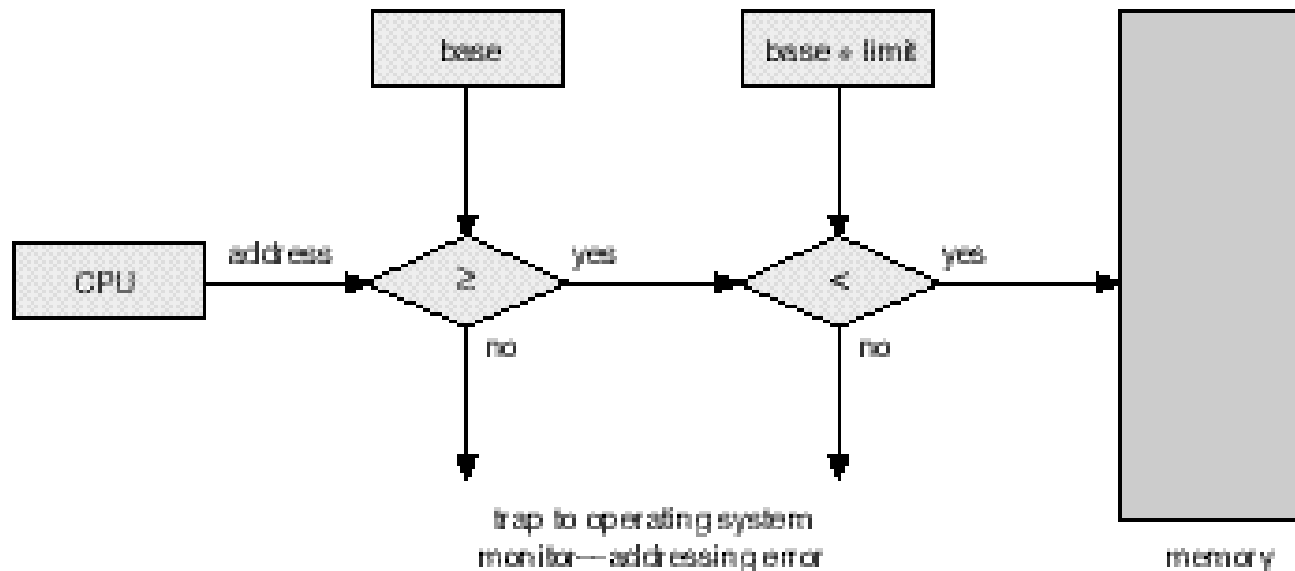 base
base + limit
CPU
address
≥
yes
<
yes
no
no
trap to operating system
monitor—addressing error
memory